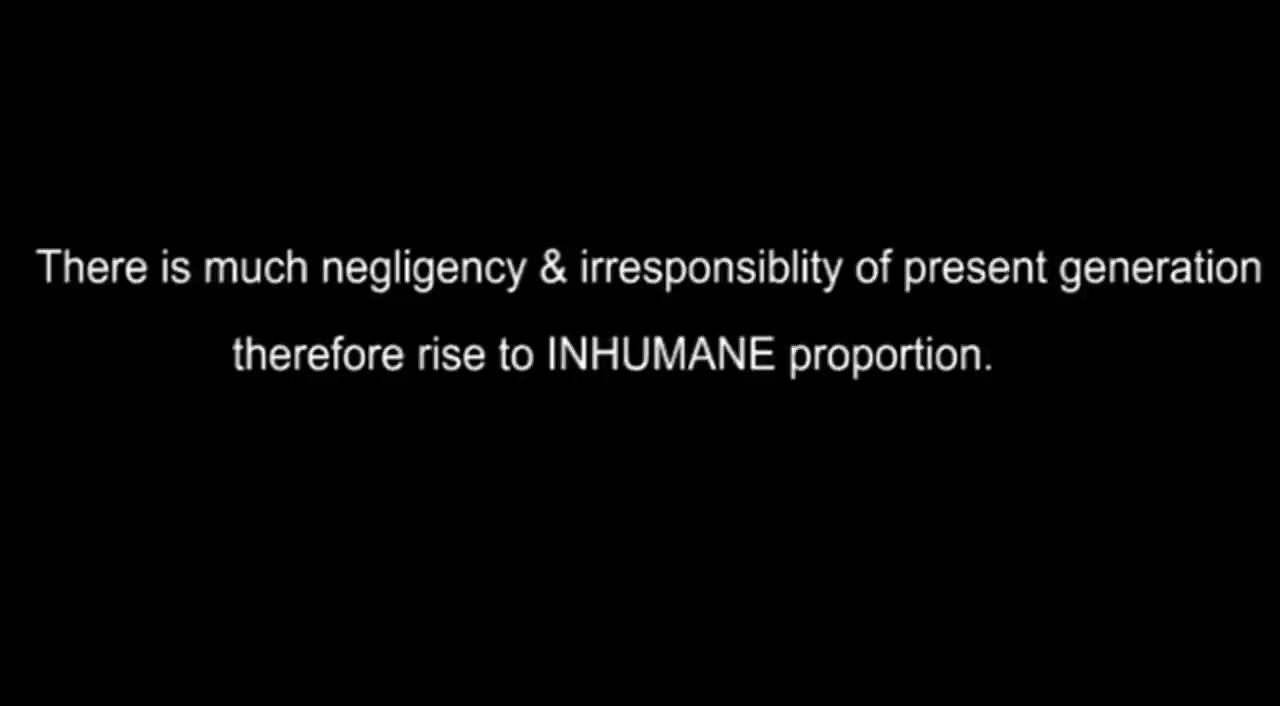 There is much negligency & irresponsiblity of present generation
therefore rise to INHUMANE proportion.